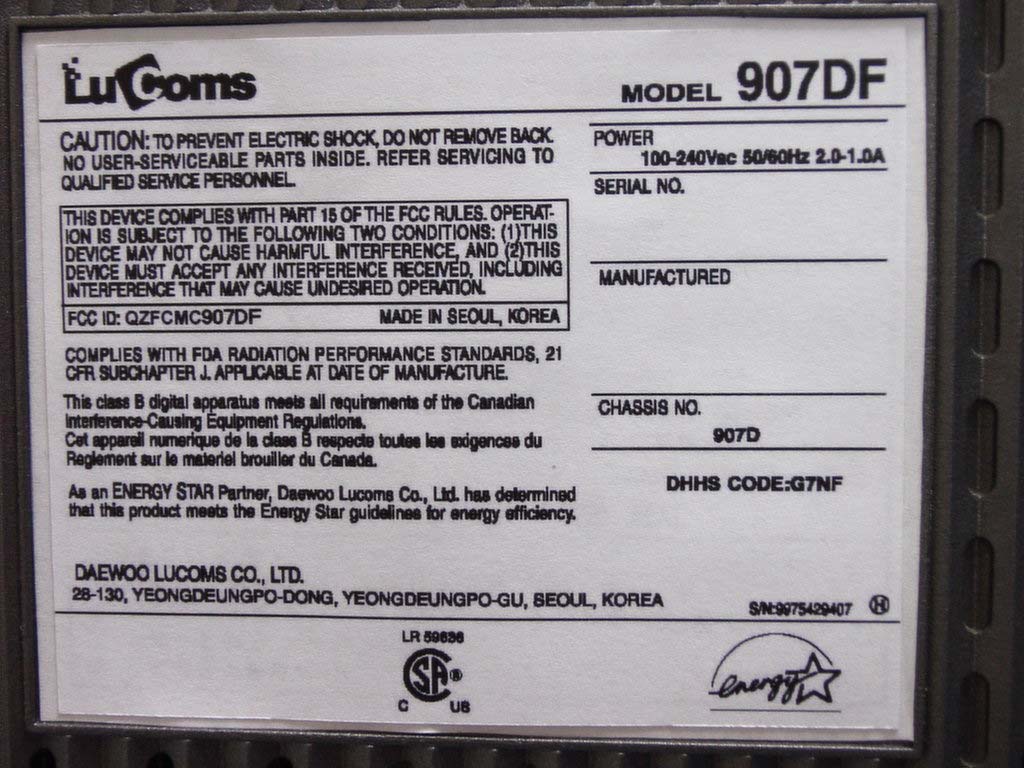 LuComs
MODEL 907DF
CAUTION: TO PREVENT ELECTRIC SHOCK, DO NOT REMOVE BACK.
NO USER-SERVICEABLE PARTS INSIDE. REFER SERVICING TO
QUALIFIED SERVICE PERSONNEL.
THIS DEVICE COMPLIES WITH PART 15 OF THE FCC RULES. OPERAT-
ION IS SUBJECT TO THE FOLLOWING TWO CONDITIONS: (1)THIS
DEVICE MAY NOT CAUSE HARMFUL INTERFERENCE, AND (2)THIS
DEVICE MUST ACCEPT ANY INTERFERENCE RECEIVED, INCLUDING
INTERFERENCE THAT MAY CAUSE UNDESIRED OPERATION.
FCC ID: QZFCMC907DF MADE IN SEOUL, KOREA
COMPLIES WITH FDA RADIATION PERFORMANCE STANDARDS, 21
CFR SUBCHAPTER J. APPLICABLE AT DATE OF MANUFACTURE.
This class B digital apparatus meets all requirements of the Canadian
Interference-Causing Equipment Regulations.
Cet appareil numerique de la classe B respecte toutes les exigences du
Reglement sur le materiel brouiller du Canada.
As an ENERGY STAR Partner, Daewoo Lucoms Co., Ltd. has determined
that this product meets the Energy Star guidelines for energy efficiency.
DAEWOO LUCOMS CO., LTD.
28-130, YEONGDEUNGPO-DONG, YEONGDEUNGPO-GU, SEOUL, KOREA
POWER
100-240Vac 50/60Hz 2.0-1.0A
SERIAL NO.
MANUFACTURED
CHASSIS NO.
907D
DHHS CODE:G7NF
S/N:9975429407 H
LR 59636
SA ®
C US
energy